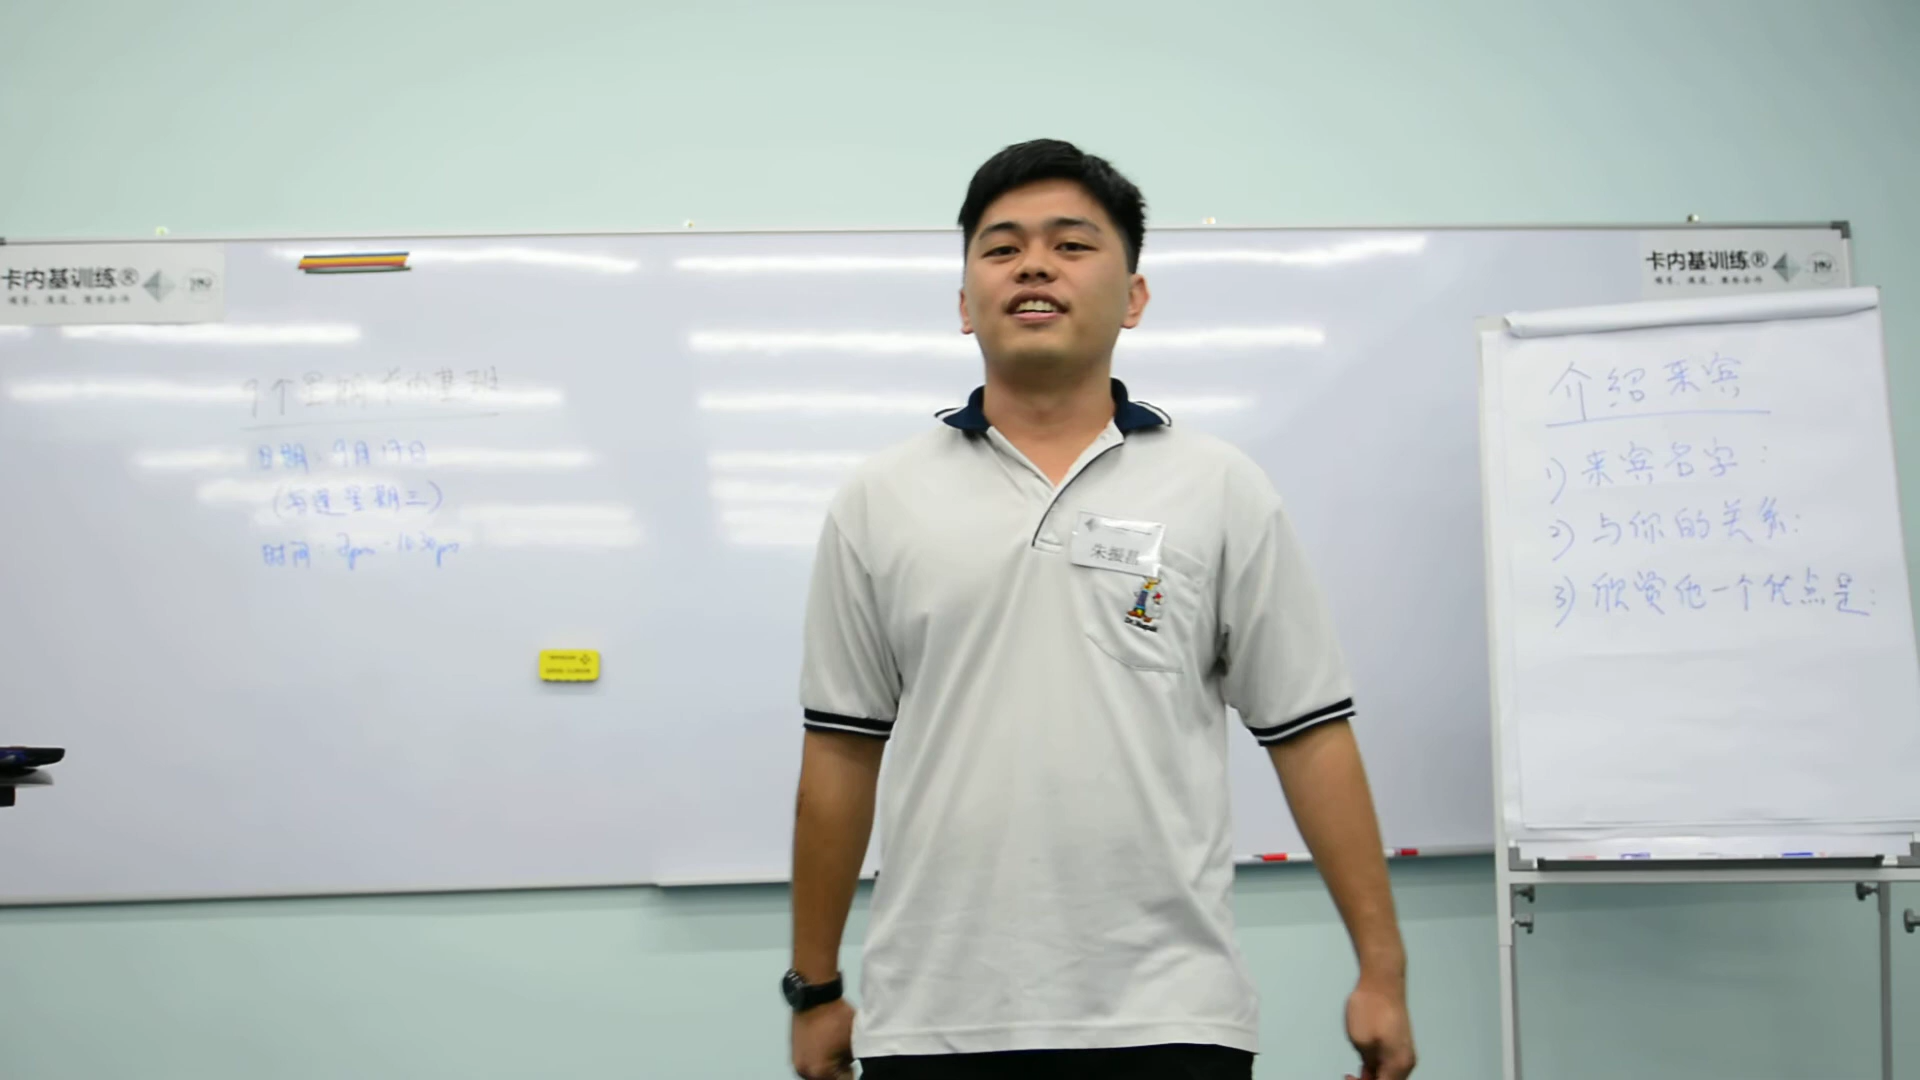 卡内基训练®
9个星期卡内基班
日期：9月17日
（每逢星期三）
时间：7pm-10:30pm
朱振昌
卡内基训练®
介绍来宾
1) 来宾名字：
2) 与你的关系：
3) 欣赏他一个优点是：